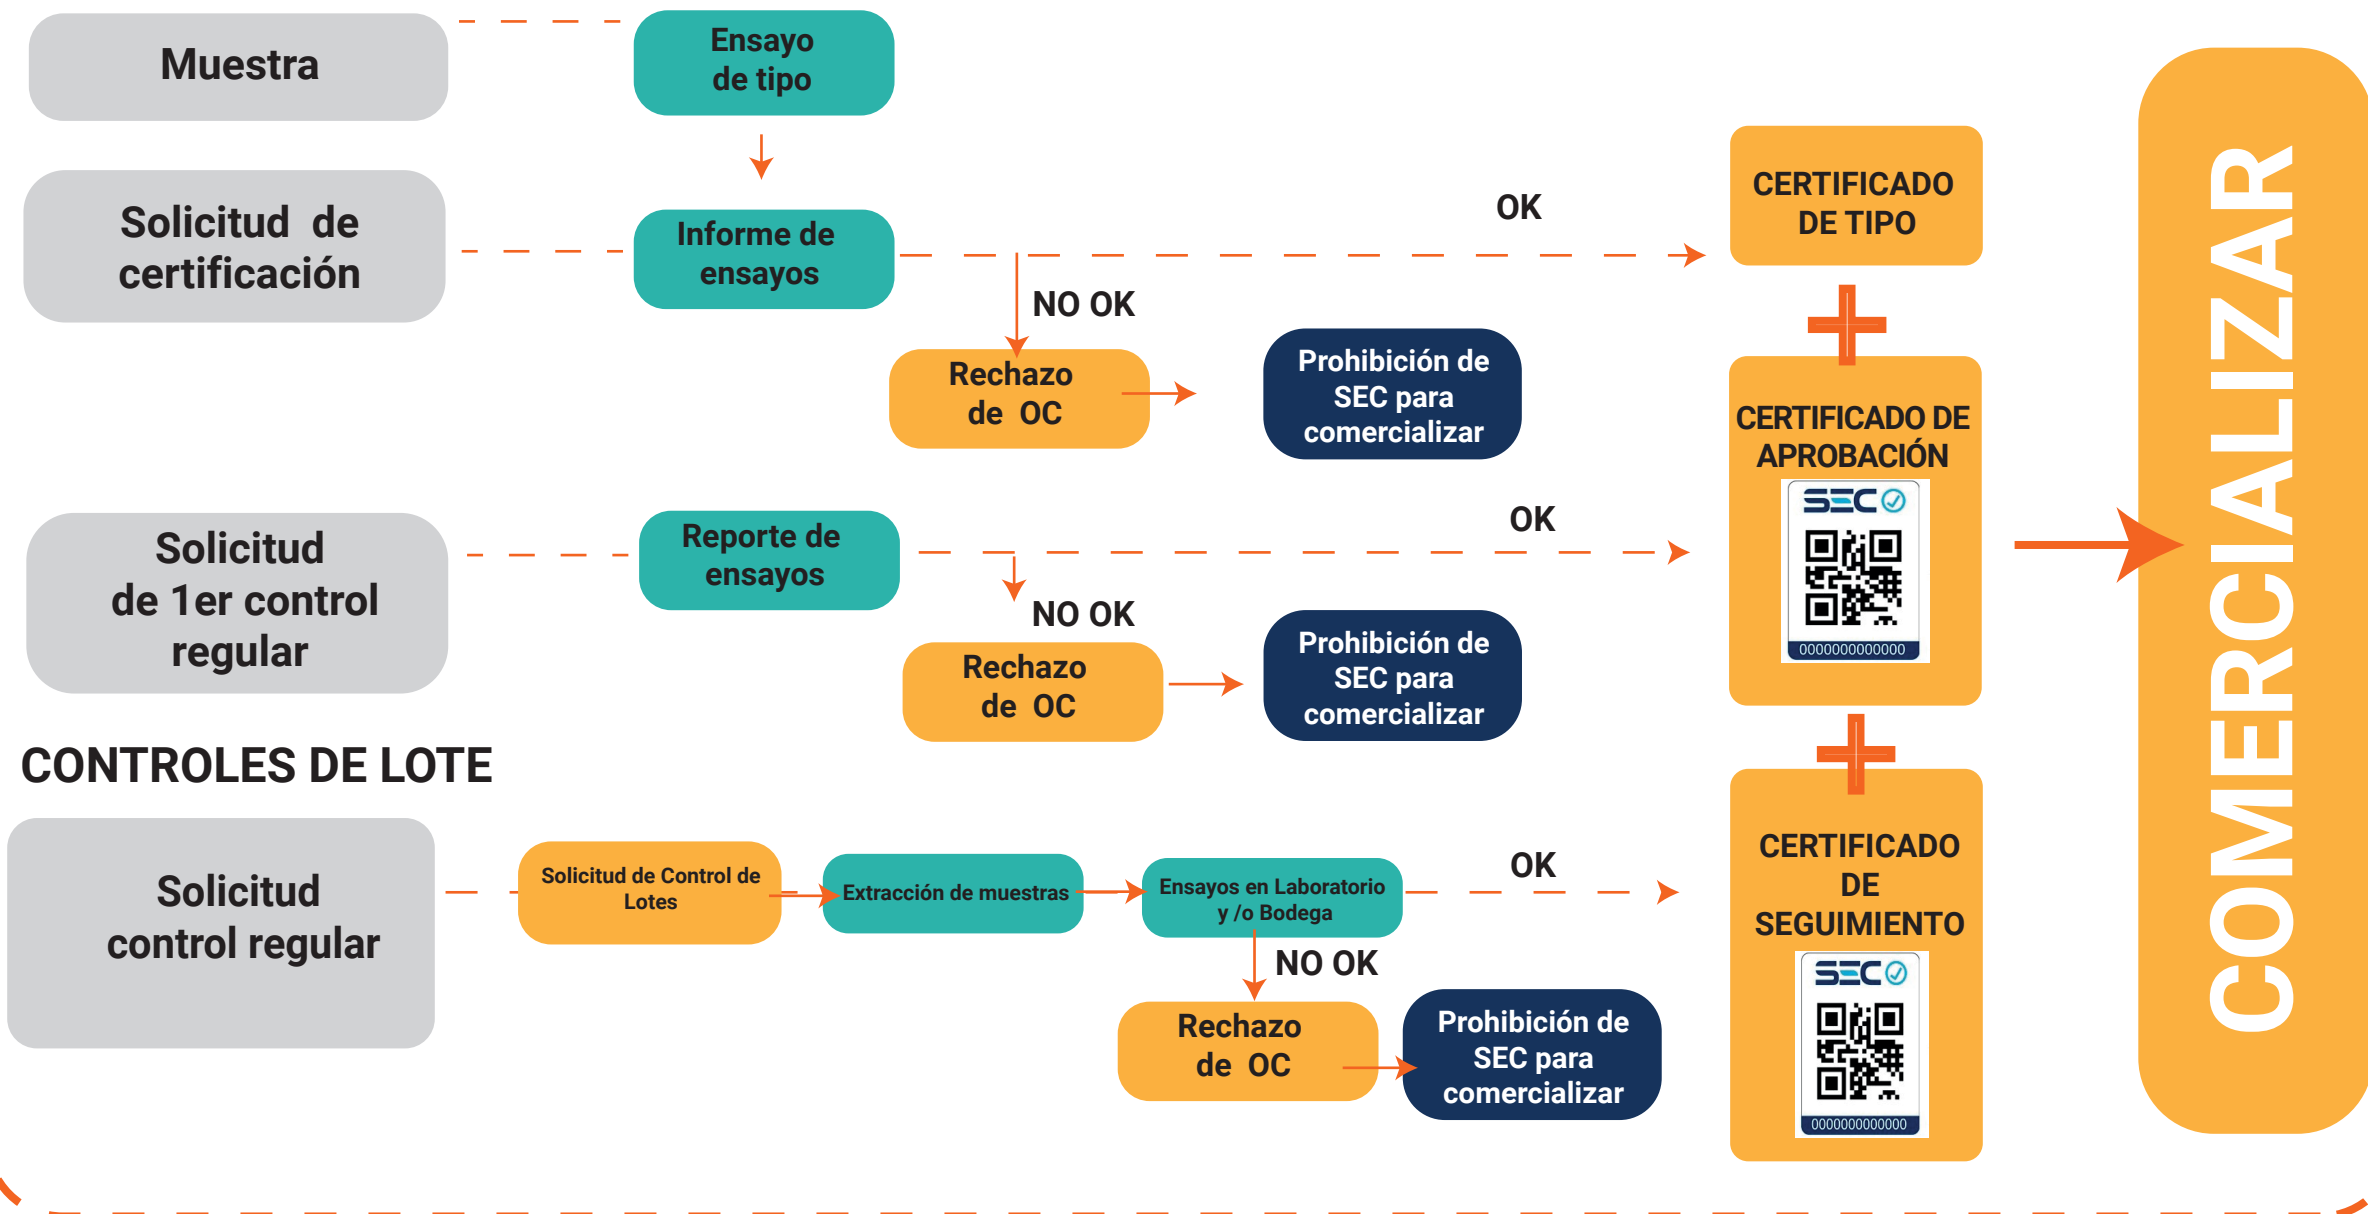 Muestra
Ensayo
de tipo
Solicitud de
certificación
Informe de
ensayos
OK
CERTIFICADO
DE TIPO
NO OK
Rechazo
de OC
Prohibición de
SEC para
comercializar
CERTIFICADO DE
APROBACIÓN
SEC
0000000000000
Solicitud
de 1er control
regular
Reporte de
ensayos
OK
NO OK
Rechazo
de OC
Prohibición de
SEC para
comercializar
CONTROLES DE LOTE
Solicitud
control regular
Solicitud de Control de
Lotes
Extracción de muestras
Ensayos en Laboratorio
y /o Bodega
OK
NO OK
Rechazo
de OC
Prohibición de
SEC para
comercializar
CERTIFICADO
DE
SEGUIMIENTO
SEC
0000000000000
COMERCIALIZAR